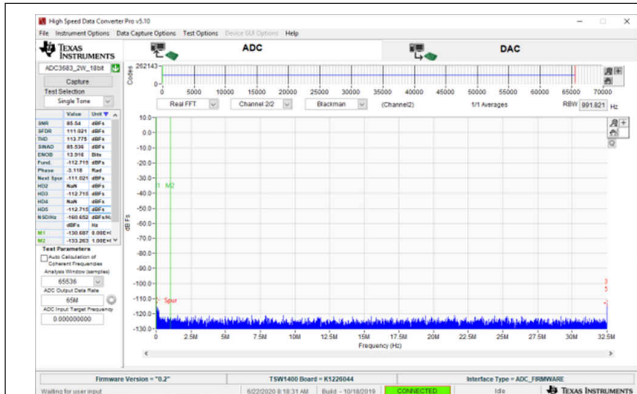 High Speed Data Converter Pro v5.10
File Instrument Options Data Capture Options Test Options Device GUI Options Help
TEXAS INSTRUMENTS
ADC
DAC
ADC3683_2W_18bit
Capture
Test Selection
Single Tone
Value Unit
SNR 85.54 dBFs
SFDR 111.021 dBFs
THD 113.775 dBFs
SINAD 85.536 dBFs
ENOB 13.916 Bits
Fund. -112.715 dBFs
Phase -3.118 Rad
Next Spur -111.021 dBFs
HD2 NaN dBFs
HD3 -112.715 dBFs
HD4 NaN dBFs
HD5 -112.715 dBFs
NSD/Hz -160.652
dBFs Hz
M1 -130.697
M2 -133.263
Test Parameters
Auto Calculation of
Coherent Frequencies
Analysis Window (samples)
65536
ADC Output Data Rate
65M
ADC Input Target Frequency
0.000000000
Codes
262143
0
0 5000 10000 15000 20000 25000 30000 35000 40000 45000 50000 55000 60000 65000 70000
Real FFT
Channel 2/2
Blackman
(Channel2)
1/1 Averages
RBW 991.821 Hz
dBFs
10.0
0.0
-10.0
-20.0
-30.0
-40.0
-50.0
-60.0
-70.0
-80.0
-90.0
-100.0
-110.0
-120.0
-130.0
M2
Spur
0 2.5M 5M 7.5M 10M 12.5M 15M 17.5M 20M 22.5M 25M 27.5M 30M 32.5M
Frequency (Hz)
Firmware Version = "0.2"
TSW1400 Board = K1226044
Interface Type = ADC_FIRMWARE
Waiting for user input
6/22/2020 8:18:31 AM
Build - 10/18/2019
CONNECTED
Idle
TEXAS INSTRUMENTS